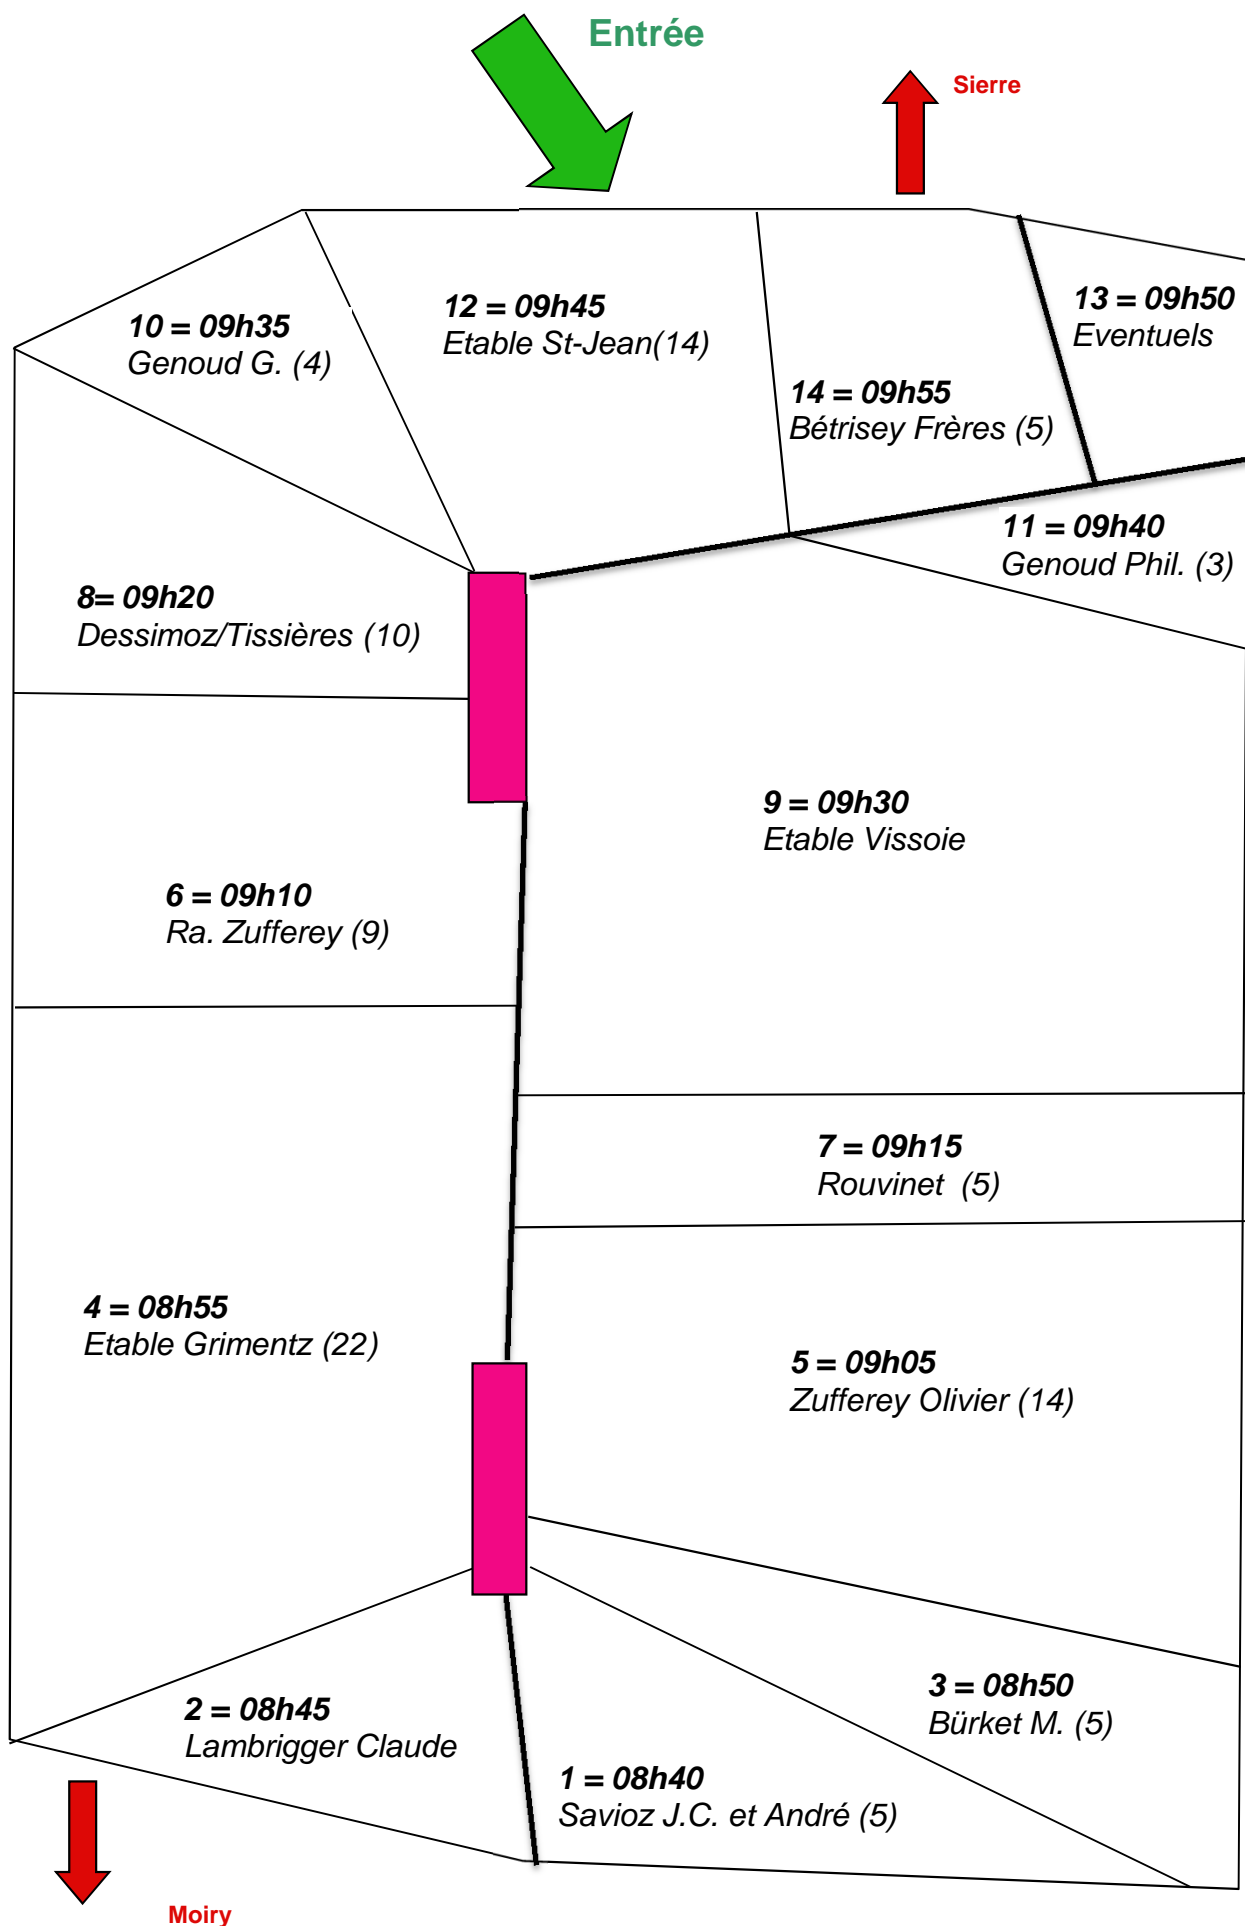 Entrée
Sierre
10 = 09h35
Genoud G. (4)
12 = 09h45
Etable St-Jean(14)
13 = 09h50
Eventuels
14 = 09h55
Bétrisey Frères (5)
11 = 09h40
Genoud Phil. (3)
8= 09h20
Dessimoz/Tissières (10)
9 = 09h30
Etable Vissoie
6 = 09h10
Ra. Zufferey (9)
7 = 09h15
Rouvinet  (5)
4 = 08h55
Etable Grimentz (22)
5 = 09h05
Zufferey Olivier (14)
3 = 08h50
Bürket M. (5)
2 = 08h45
Lambrigger Claude
1 = 08h40
Savioz J.C. et André (5)
Moiry